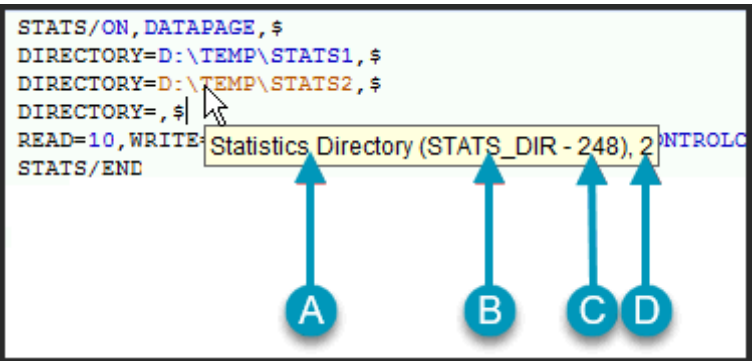 STATS/ON,DATAPAGE,$
DIRECTORY=D:\TEMP\STATS1,$
DIRECTORY=D:\TEMP\STATS2,$
DIRECTORY=,$
READ=10,WRITE=
Statistics Directory (STATS_DIR - 248), 2
NTROLC
STATS/END
A B C D